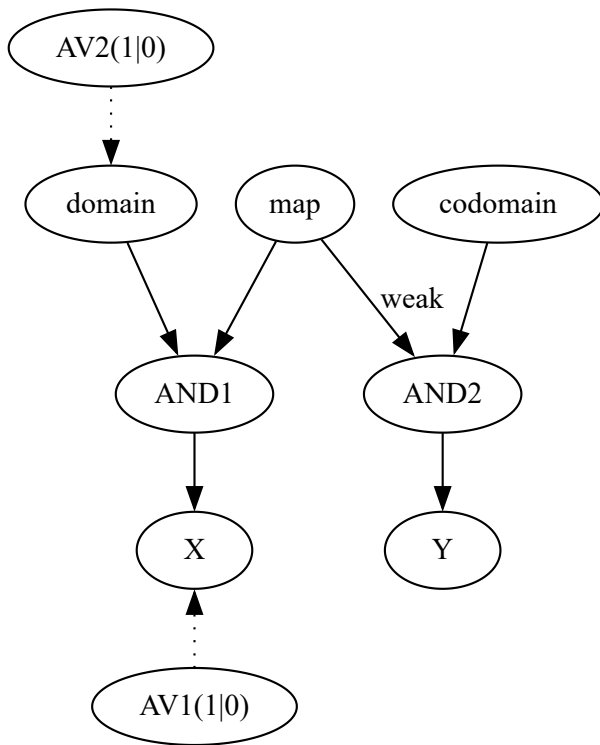 AV2(1|0)
domain
map
codomain
weak
AND1
AND2
X
Y
AV1(1|0)